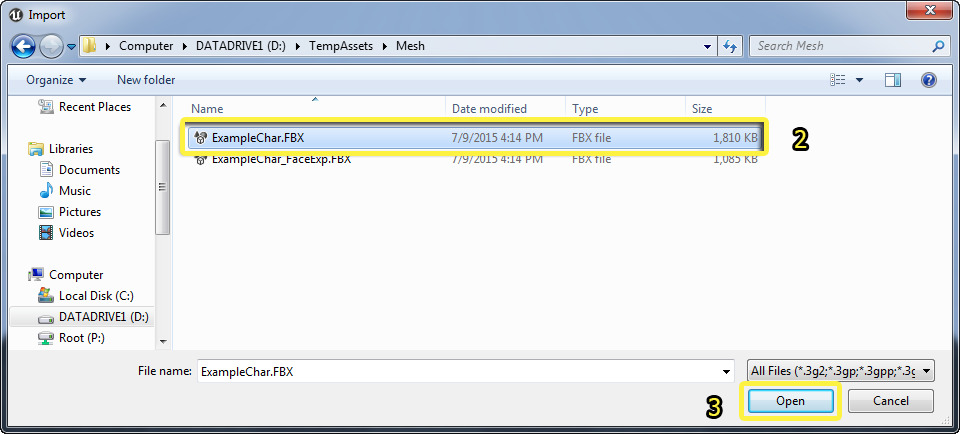 Import
Computer DATADRIVE1 (D:) TempAssets Mesh
Search Mesh
Organize New folder
Name Date modified Type Size
Recent Places
ExampleChar.FBX 7/9/2015 4:14 PM FBX file 1,810 KB
2
ExampleChar_FaceExp.FBX 7/9/2015 4:14 PM FBX file 1,085 KB
Libraries
Documents
Music
Pictures
Videos
Computer
Local Disk (C:)
DATADRIVE1 (D:)
Root (P:)
File name: ExampleChar.FBX
All Files (*.3g2;*.3gp;*.3gpp;*.3g
3
Open Cancel